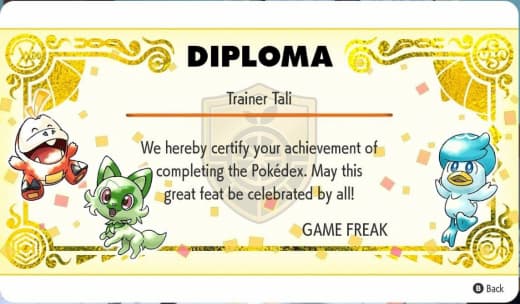 DIPLOMA
Trainer Tali
We hereby certify your achievement of
completing the Pokédex. May this
great feat be celebrated by all!
GAME FREAK
B Back